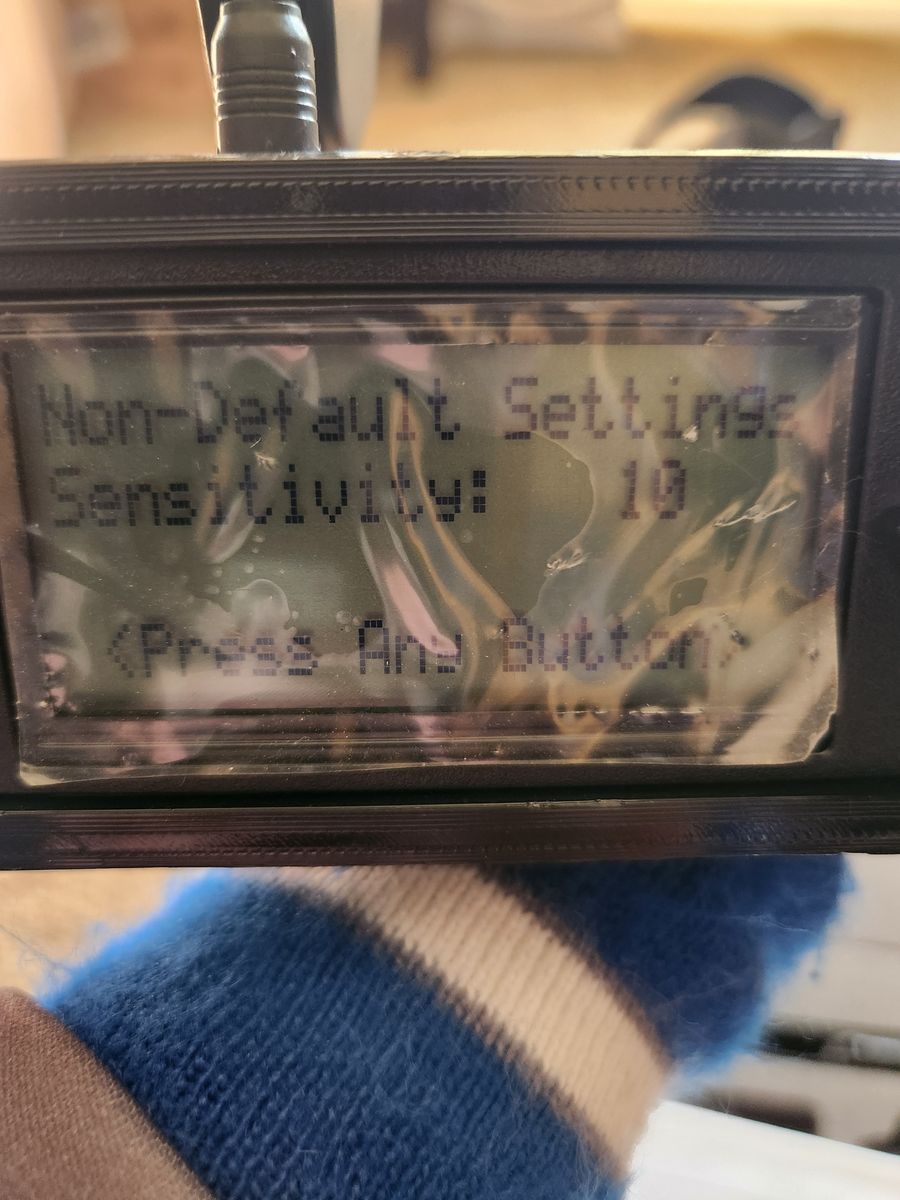 Non-Default Settings
Sensitivity: 10
<Press Any Button>